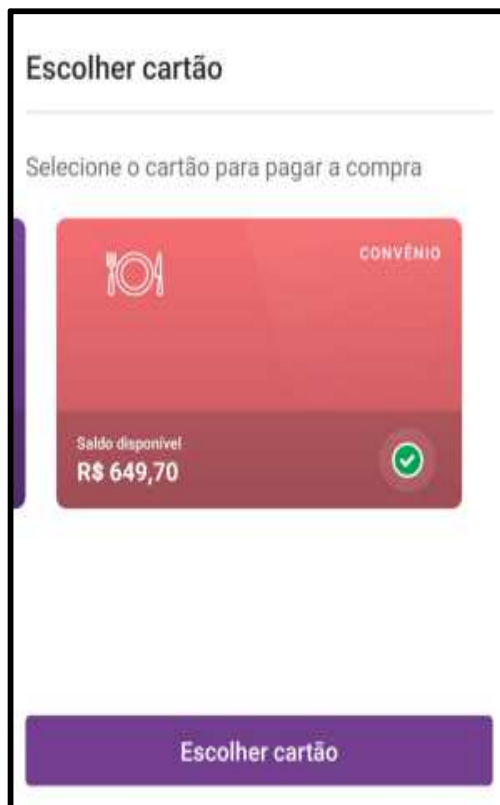 Escolher cartão
Selecione o cartão para pagar a compra
CONVÊNIO
Saldo disponível
R$ 649,70
Escolher cartão